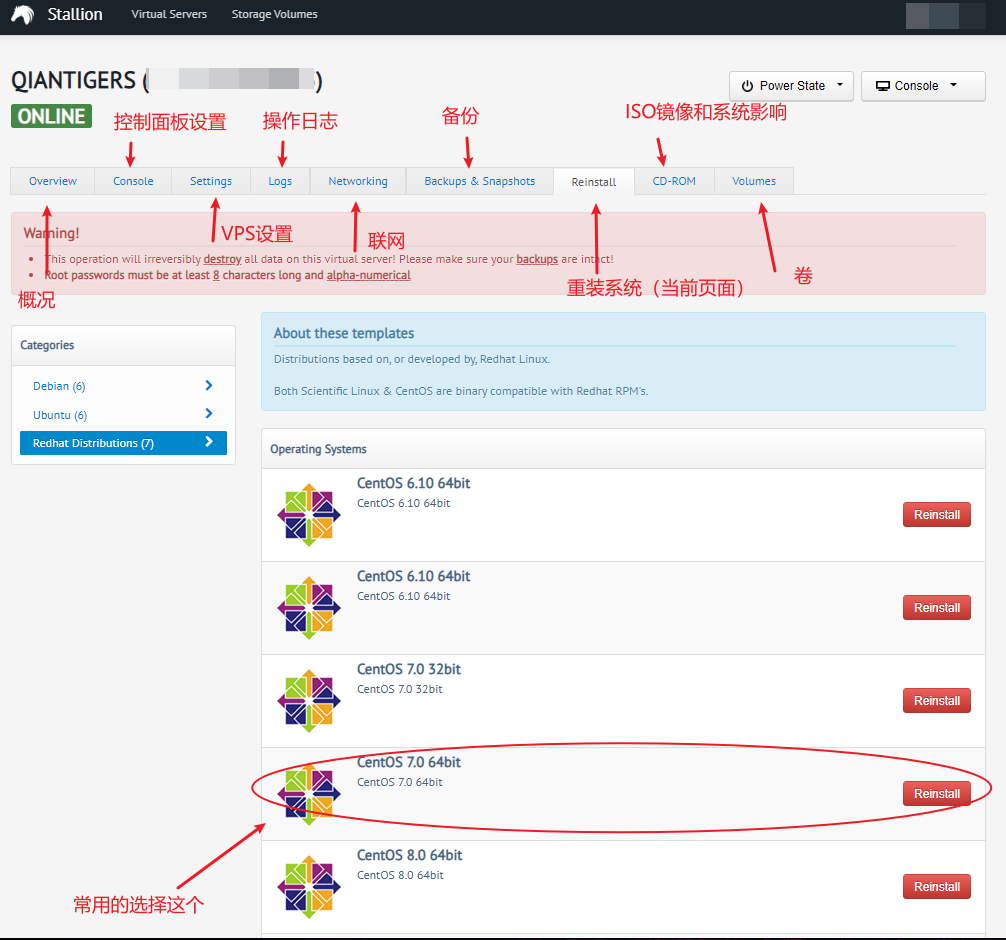 Stallion Virtual Servers Storage Volumes
QIANTIGERS ( )
Power State Console
ONLINE
控制面板设置 操作日志 备份 ISO镜像和系统影响
Overview Console Settings Logs Networking Backups & Snapshots Reinstall CD-ROM Volumes
Warning!
VPS设置 联网
This operation will irreversibly destroy all data on this virtual server! Please make sure your backups are intact!
Root passwords must be at least 8 characters long and alpha-numerical
概况 重装系统（当前页面） 卷
Categories
Debian (6)
Ubuntu (6)
Redhat Distributions (7)
About these templates
Distributions based on, or developed by, Redhat Linux.
Both Scientific Linux & CentOS are binary compatible with Redhat RPM's.
Operating Systems
CentOS 6.10 64bit
CentOS 6.10 64bit
Reinstall
CentOS 6.10 64bit
CentOS 6.10 64bit
Reinstall
CentOS 7.0 32bit
CentOS 7.0 32bit
Reinstall
CentOS 7.0 64bit
CentOS 7.0 64bit
Reinstall
CentOS 8.0 64bit
CentOS 8.0 64bit
Reinstall
常用的选择这个